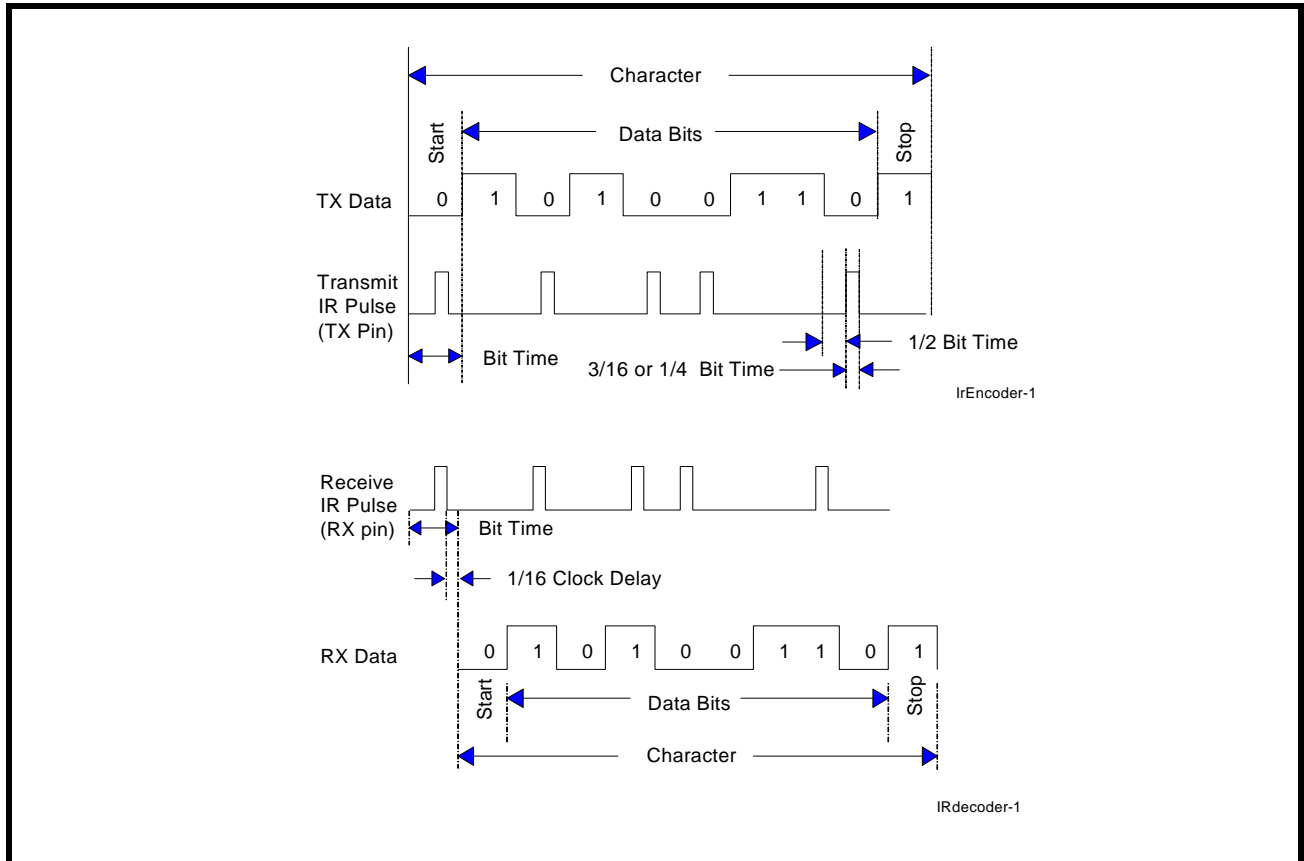 Character
Start
Data Bits
Stop
TX Data
0 1 0 1 0 0 1 1 0 1
Transmit
IR Pulse
(TX Pin)
Bit Time
1/2 Bit Time
3/16 or 1/4 Bit Time
IrEncoder-1
Receive
IR Pulse
(RX pin)
Bit Time
1/16 Clock Delay
RX Data
0 1 0 1 0 0 1 1 0 1
Start
Data Bits
Stop
Character
IRdecoder-1